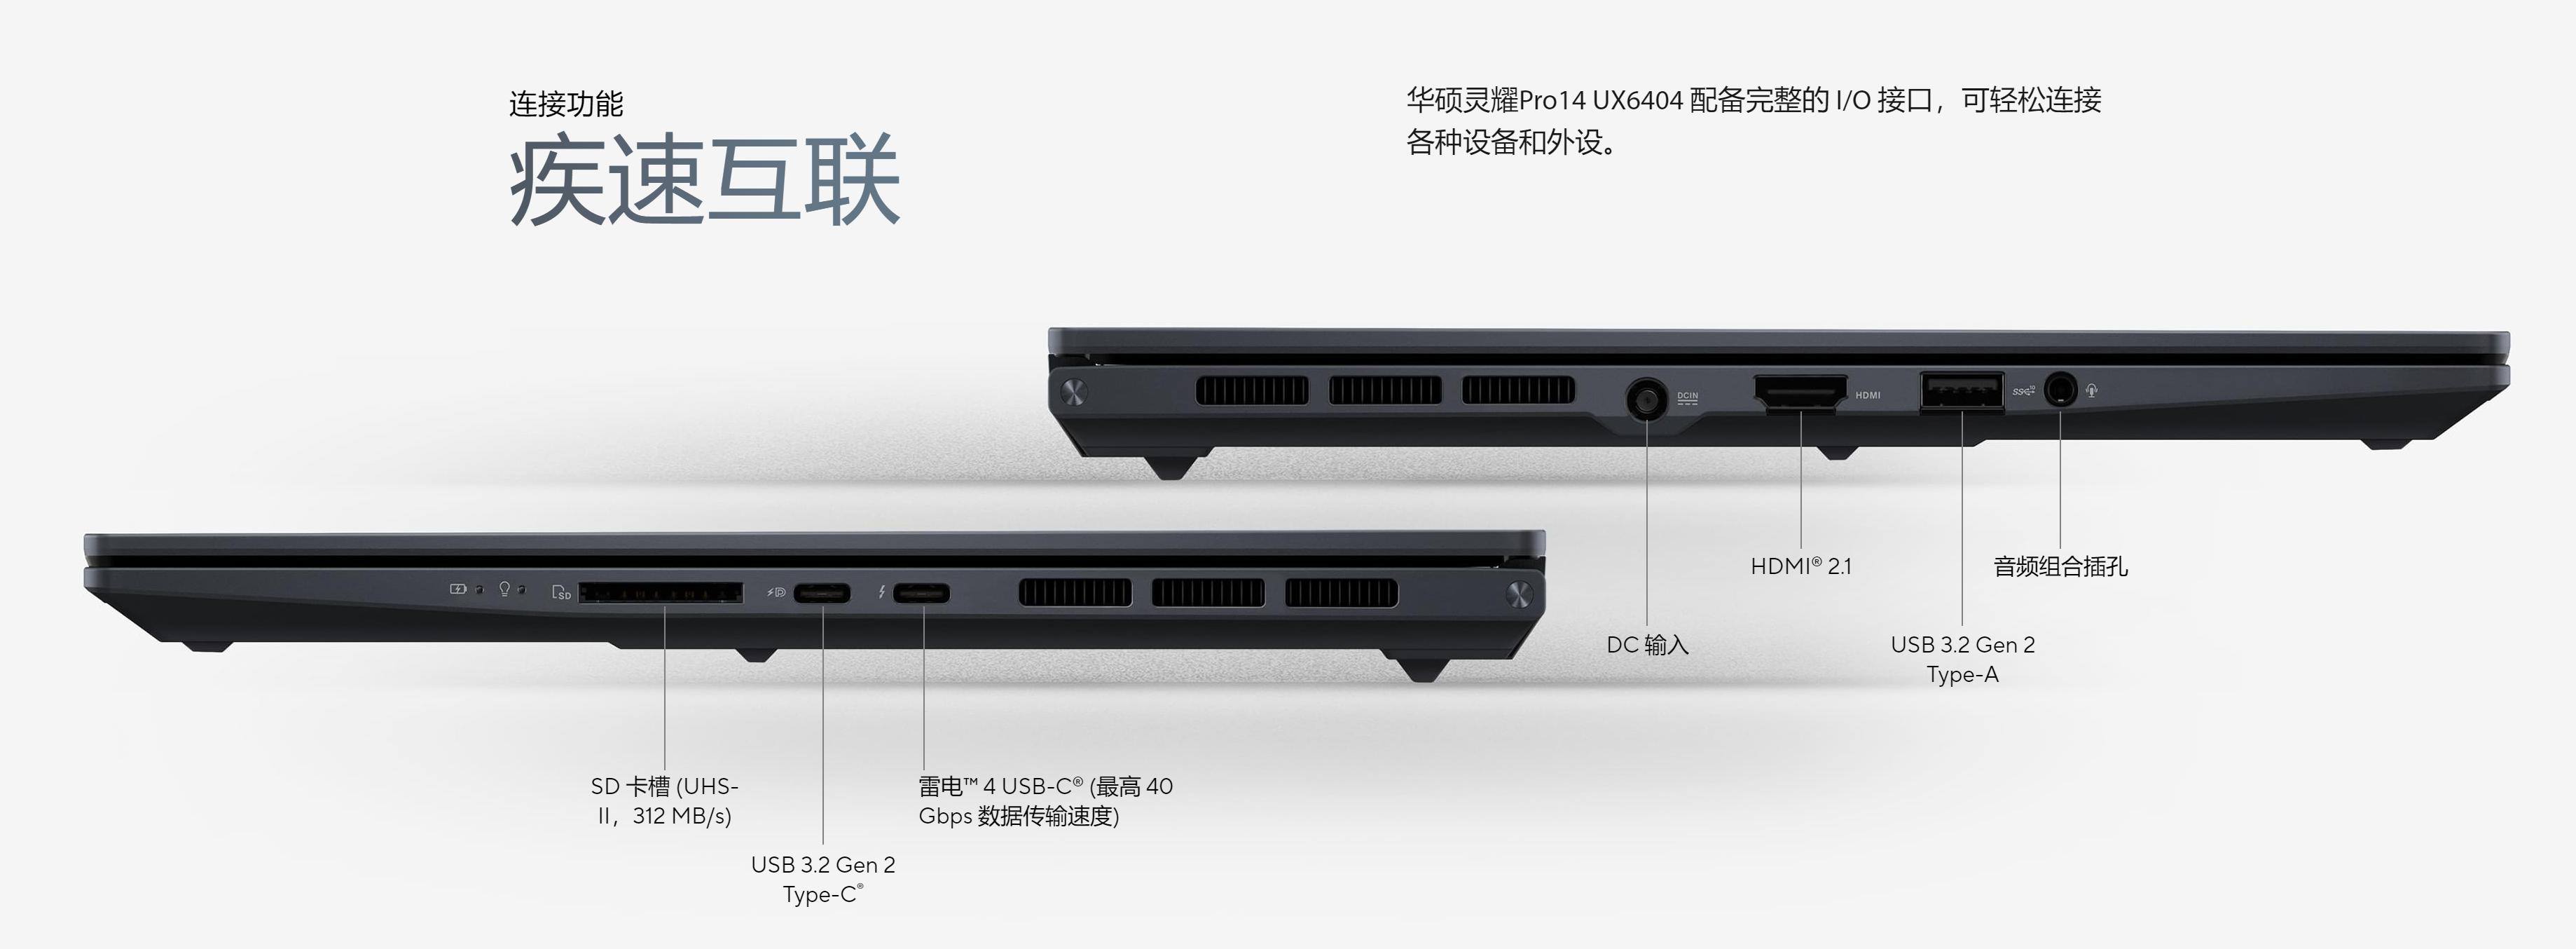 连接功能
疾速互联
华硕灵耀Pro14 UX6404 配备完整的 I/O 接口，可轻松连接
各种设备和外设。
DCIN
HDMI
SS 10
HDMI® 2.1
音频组合插孔
DC 输入
USB 3.2 Gen 2
Type-A
SD
SD 卡槽 (UHS-
II，312 MB/s)
雷电™ 4 USB-C® (最高 40
Gbps 数据传输速度)
USB 3.2 Gen 2
Type-C®